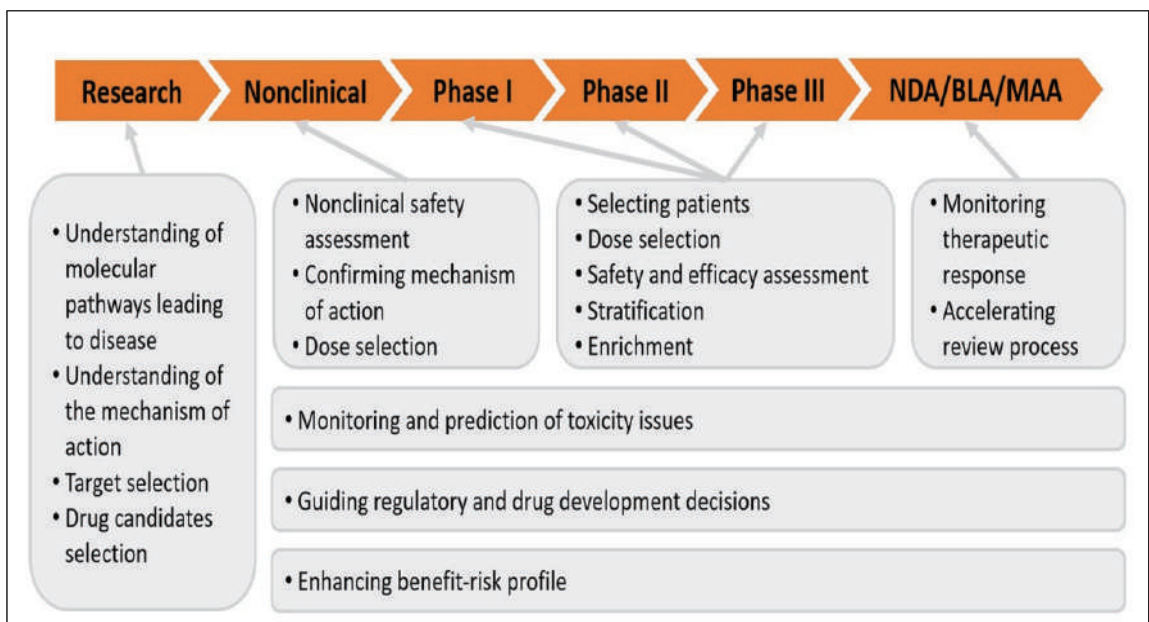 Research
Nonclinical
Phase I
Phase II
Phase III
NDA/BLA/MAA
• Understanding of
molecular
pathways leading
to disease
• Understanding of
the mechanism of
action
• Target selection
• Drug candidates
selection
• Nonclinical safety
assessment
• Confirming mechanism
of action
• Dose selection
• Selecting patients
• Dose selection
• Safety and efficacy assessment
• Stratification
• Enrichment
• Monitoring
therapeutic
response
• Accelerating
review process
• Monitoring and prediction of toxicity issues
• Guiding regulatory and drug development decisions
• Enhancing benefit-risk profile